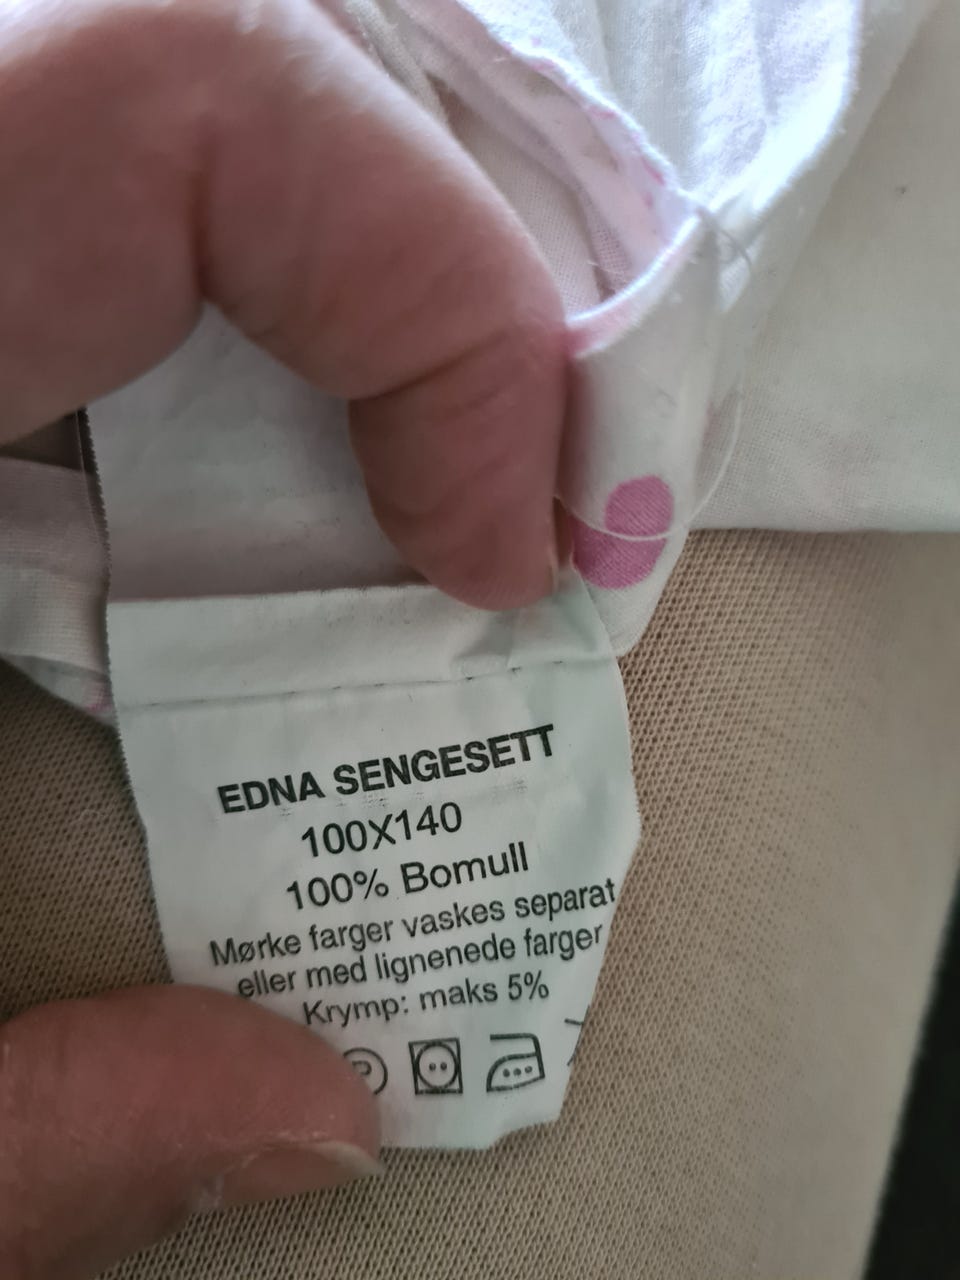 EDNA SENGESETT
100X140
100% Bomull
Mørke farger vaskes separat
eller med lignenede farger
Krymp: maks 5%
P